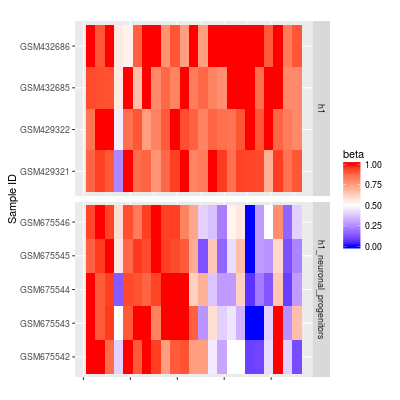 Sample ID
GSM432686
GSM432685
GSM429322
GSM429321
h1
GSM675546
GSM675545
GSM675544
GSM675543
GSM675542
h1_neuronal_progenitors
beta
1.00
0.75
0.50
0.25
0.00